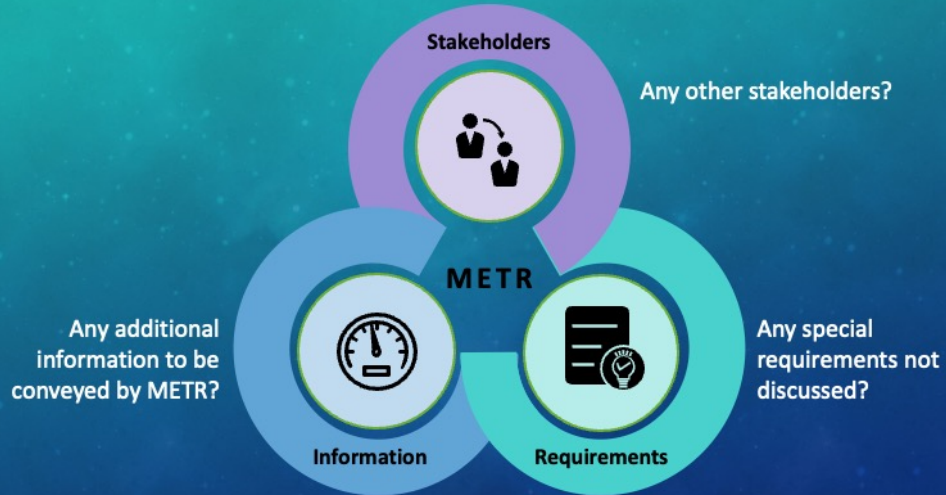 Stakeholders
Any other stakeholders?
METR
Any additional
information to be
conveyed by METR?
Any special
requirements not
discussed?
Information
Requirements